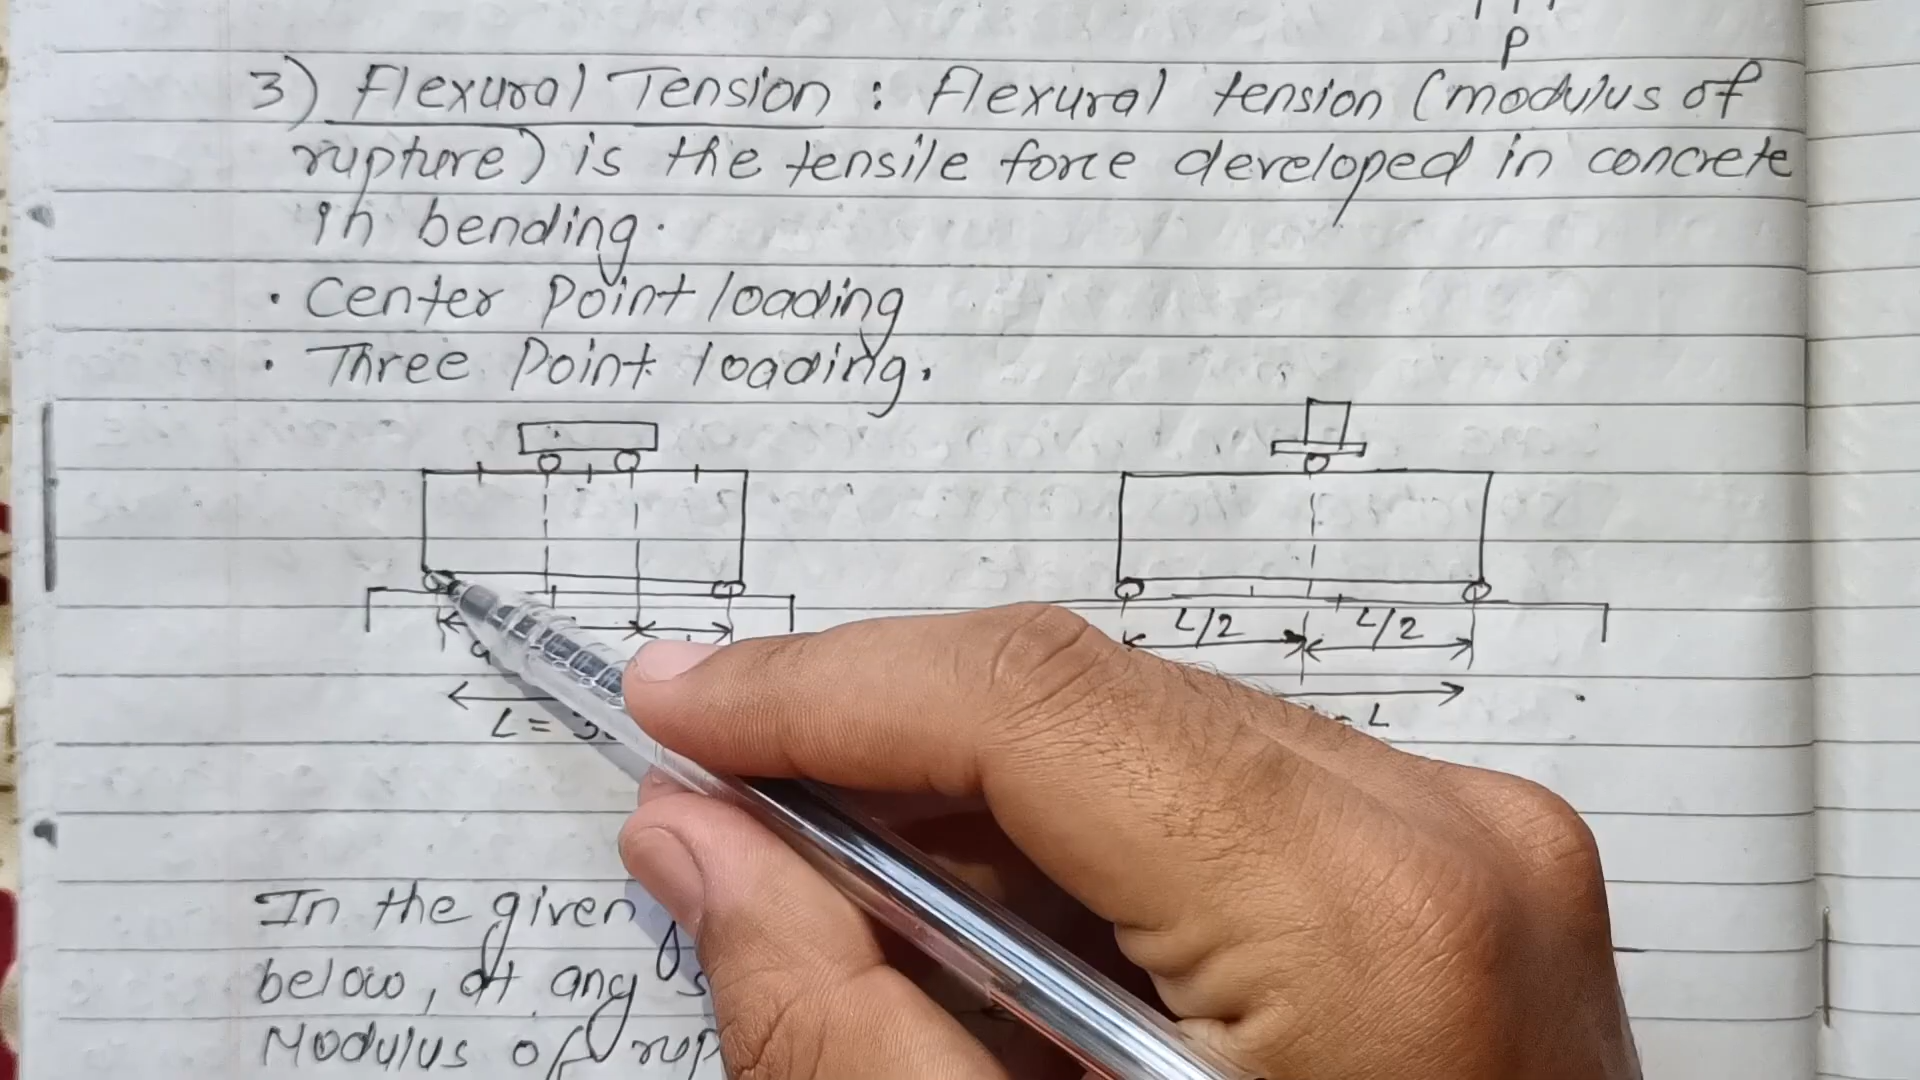 P
3) Flexural Tension : Flexural tension (modulus of
rupture) is the tensile force developed in concrete
in bending.
• Center Point loading
• Three Point loading.
L/2 L/2
L =
L
In the given
below, at any
Modulus of